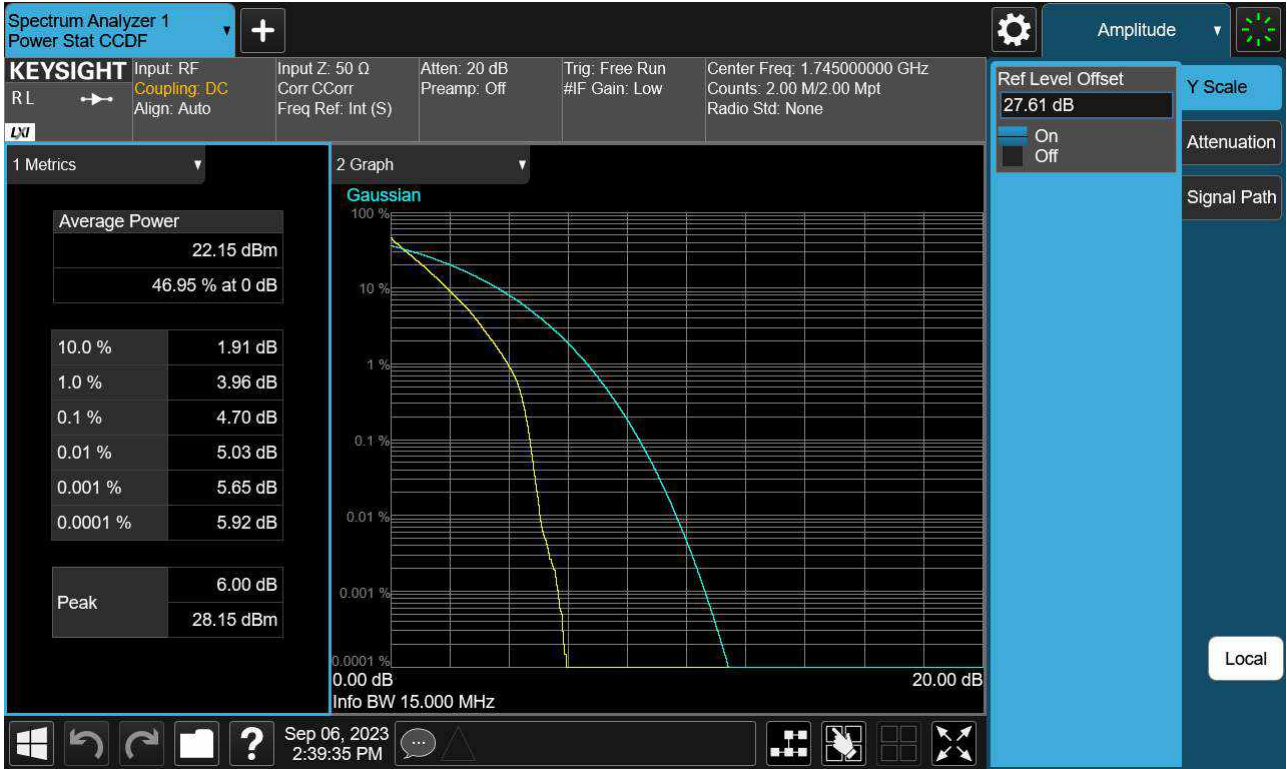 Spectrum Analyzer 1
Power Stat CCDF
Amplitude
KEYSIGHT
R L
LXI
Input: RF
Coupling: DC
Align: Auto
Input Z: 50 Ω
Corr CCorr
Freq Ref: Int (S)
Atten: 20 dB
Preamp: Off
Trig: Free Run
#IF Gain: Low
Center Freq: 1.745000000 GHz
Counts: 2.00 M/2.00 Mpt
Radio Std: None
Ref Level Offset
27.61 dB
On
Off
Y Scale
Attenuation
Signal Path
Local
1 Metrics
Average Power
22.15 dBm
46.95 % at 0 dB
10.0 % 1.91 dB
1.0 % 3.96 dB
0.1 % 4.70 dB
0.01 % 5.03 dB
0.001 % 5.65 dB
0.0001 % 5.92 dB
Peak
6.00 dB
28.15 dBm
2 Graph
Gaussian
100 %
10 %
1 %
0.1 %
0.01 %
0.001 %
0.0001 %
0.00 dB 20.00 dB
Info BW 15.000 MHz
Sep 06, 2023
2:39:35 PM